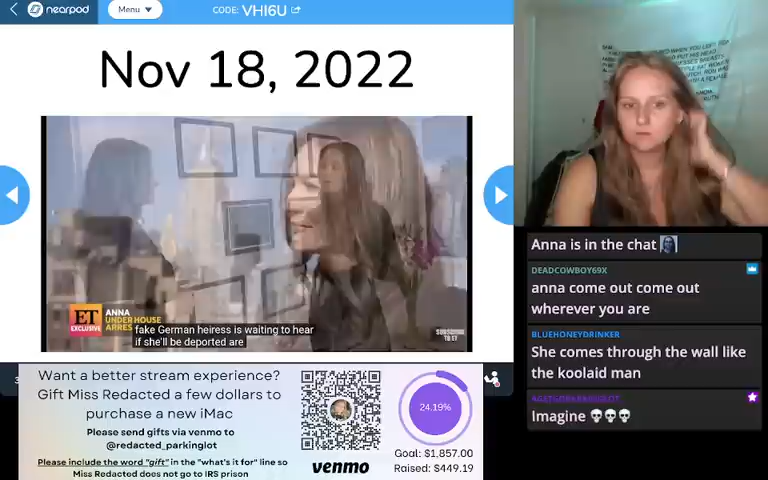 nearpod
Menu
CODE: VHI6U
Nov 18, 2022
ET
EXCLUSIVE
ANNA
UNDER HOUSE
ARRES
fake German heiress is waiting to hear
if she'll be deported are
Want a better stream experience?
Gift Miss Redacted a few dollars to
purchase a new iMac
Please send gifts via venmo to
@redacted_parkinglot
Please include the word "gift" in the "what's it for" line so
Miss Redacted does not go to IRS prison
venmo
24.19%
Goal: $1,857.00
Raised: $449.19
Anna is in the chat
DEADCOWBOY69X
anna come out come out
wherever you are
BLUEHONEYDRINKER
She comes through the wall like
the koolaid man
Imagine 💀💀💀